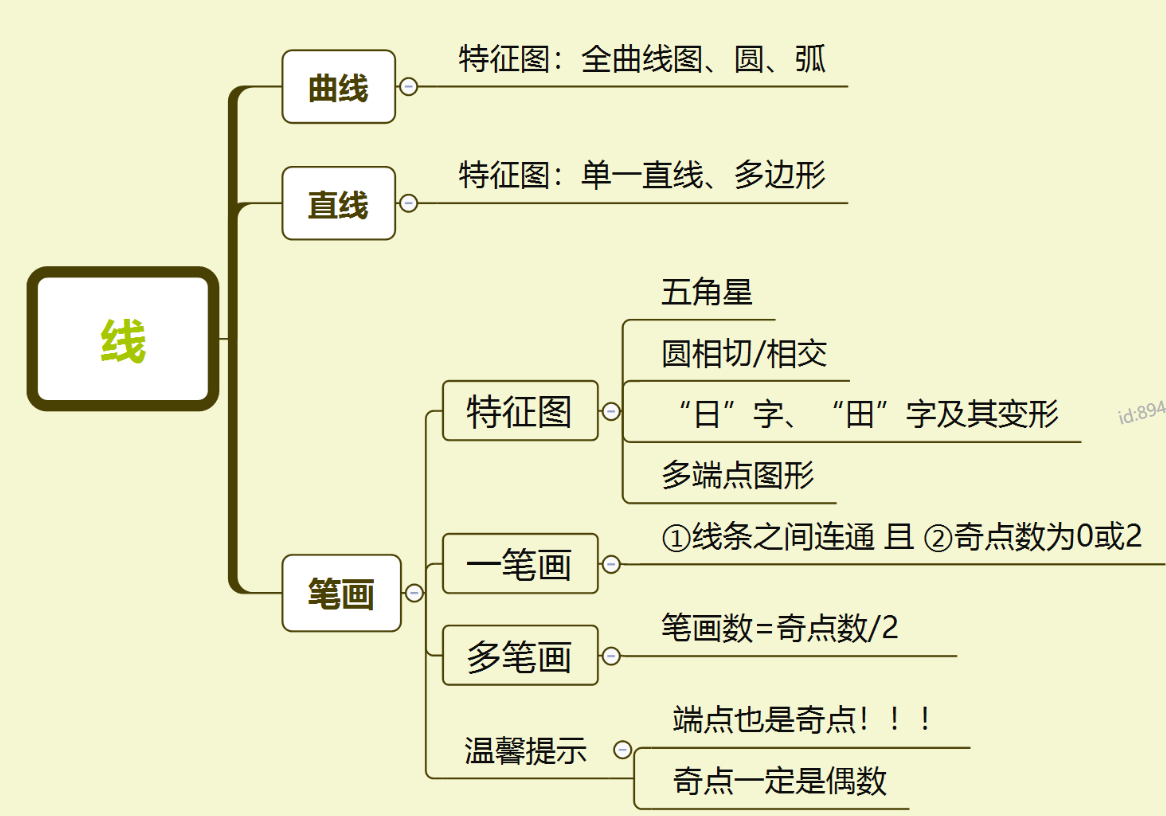 线
曲线
特征图：全曲线图、圆、弧
直线
特征图：单一直线、多边形
笔画
特征图
五角星
圆相切/相交
“日”字、“田”字及其变形
多端点图形
一笔画
①线条之间连通 且 ②奇点数为0或2
多笔画
笔画数=奇点数/2
温馨提示
端点也是奇点！！！
奇点一定是偶数
id:894